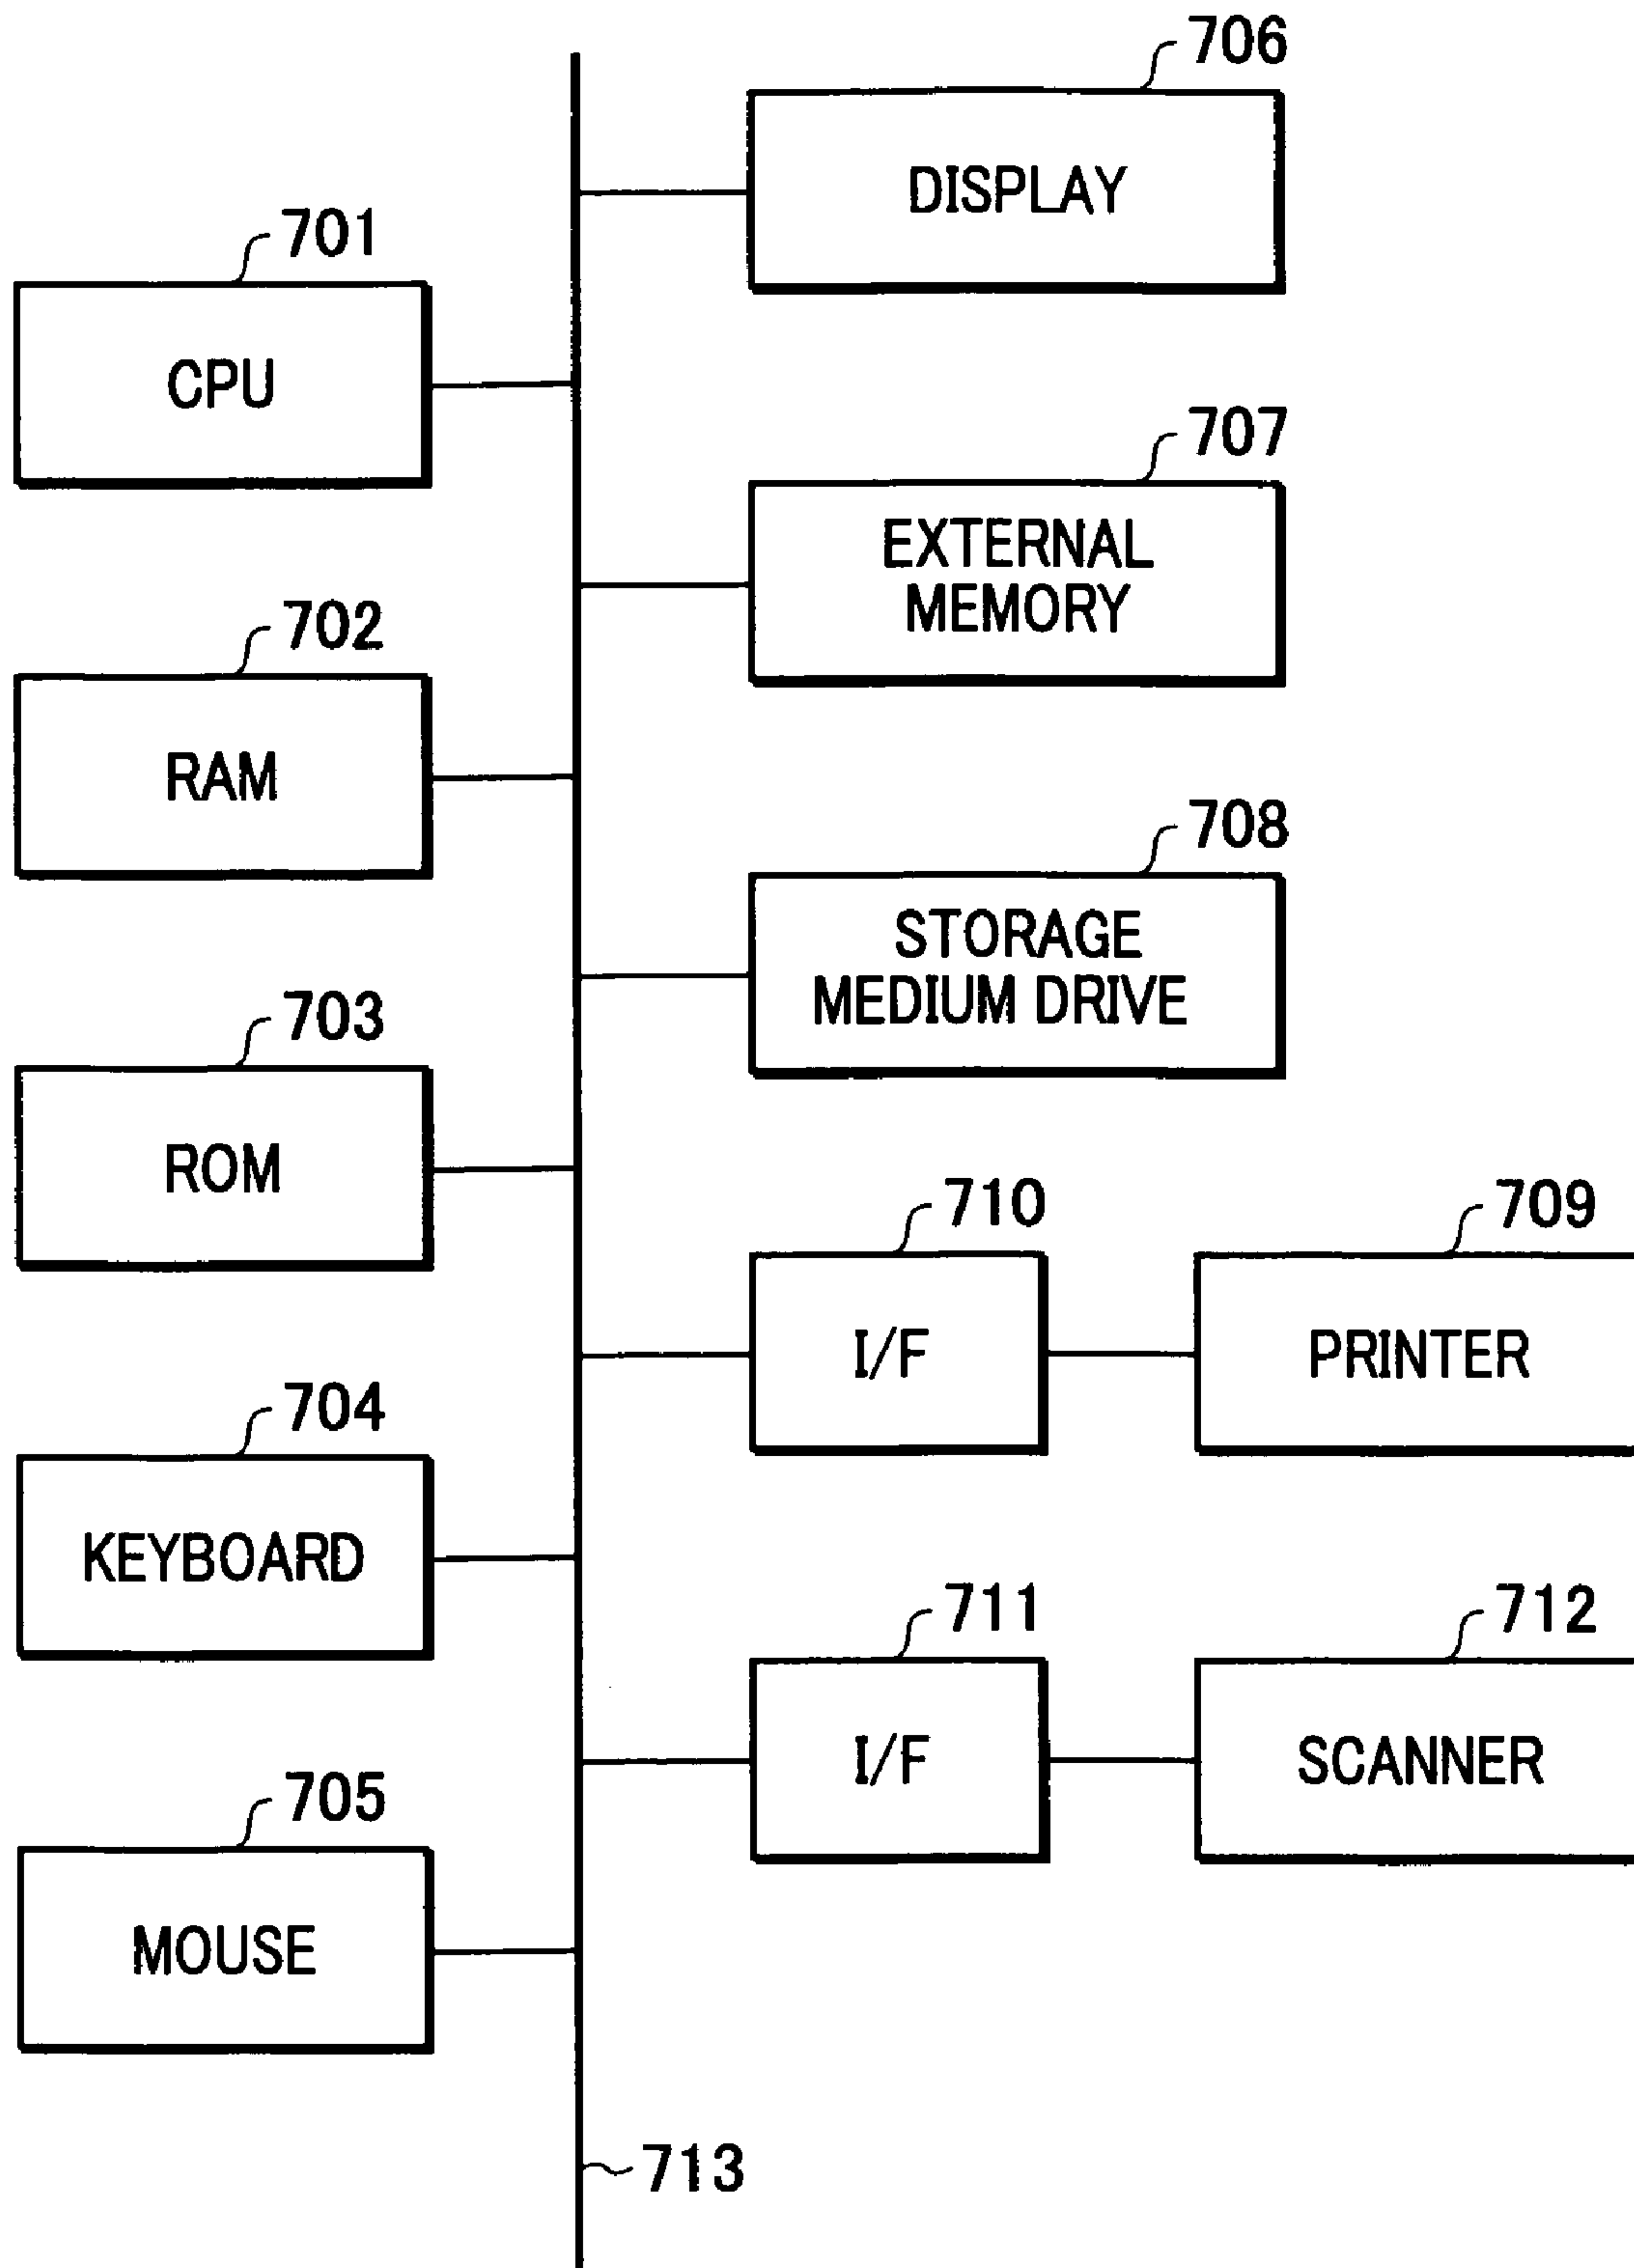 701
CPU
702
RAM
703
ROM
704
KEYBOARD
705
MOUSE
706
DISPLAY
707
EXTERNAL
MEMORY
708
STORAGE
MEDIUM DRIVE
710
I/F
709
PRINTER
711
I/F
712
SCANNER
713